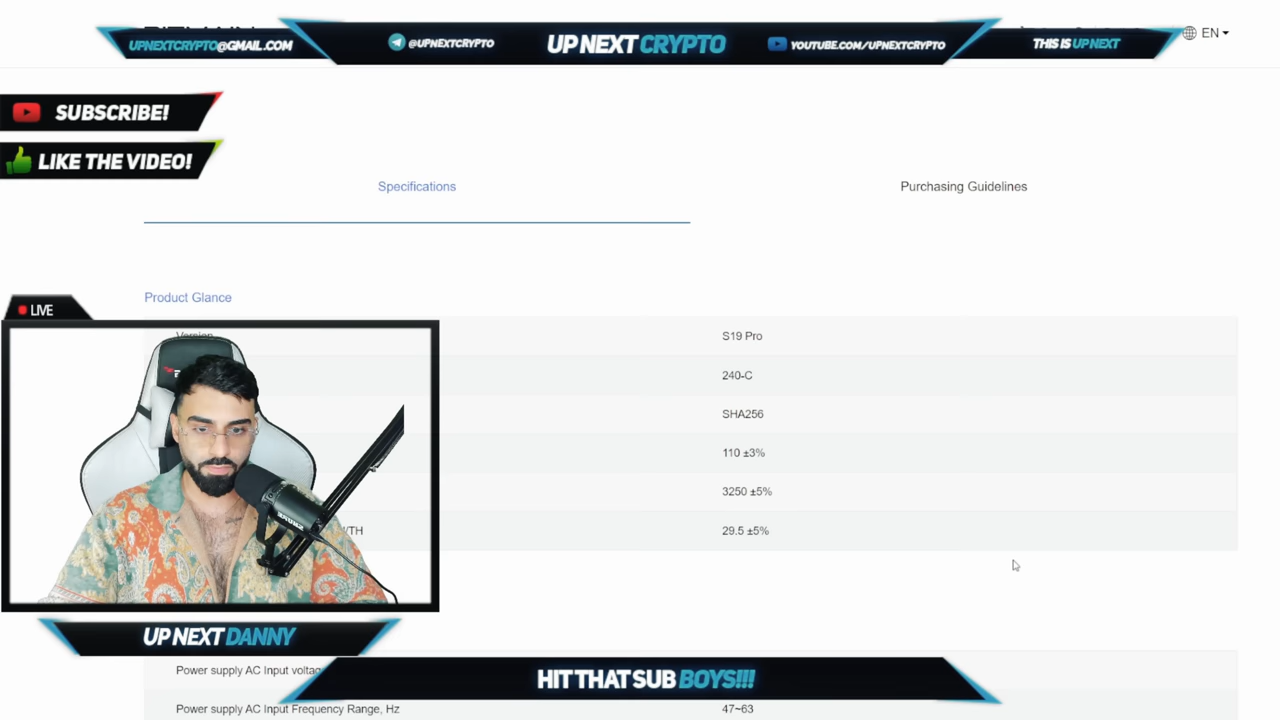 UPNEXTCRYPTO@GMAIL.COM
@UPNEXTCRYPTO
UP NEXT CRYPTO
YOUTUBE.COM/UPNEXTCRYPTO
THIS IS UP NEXT
EN
SUBSCRIBE!
LIKE THE VIDEO!
Specifications
Purchasing Guidelines
Product Glance
LIVE
Version
S19 Pro
240-C
SHA256
110 ±3%
3250 ±5%
/TH
29.5 ±5%
UP NEXT DANNY
Power supply AC Input
HIT THAT SUB BOYS!!!
Power supply AC Input Frequency Range, Hz
47~63